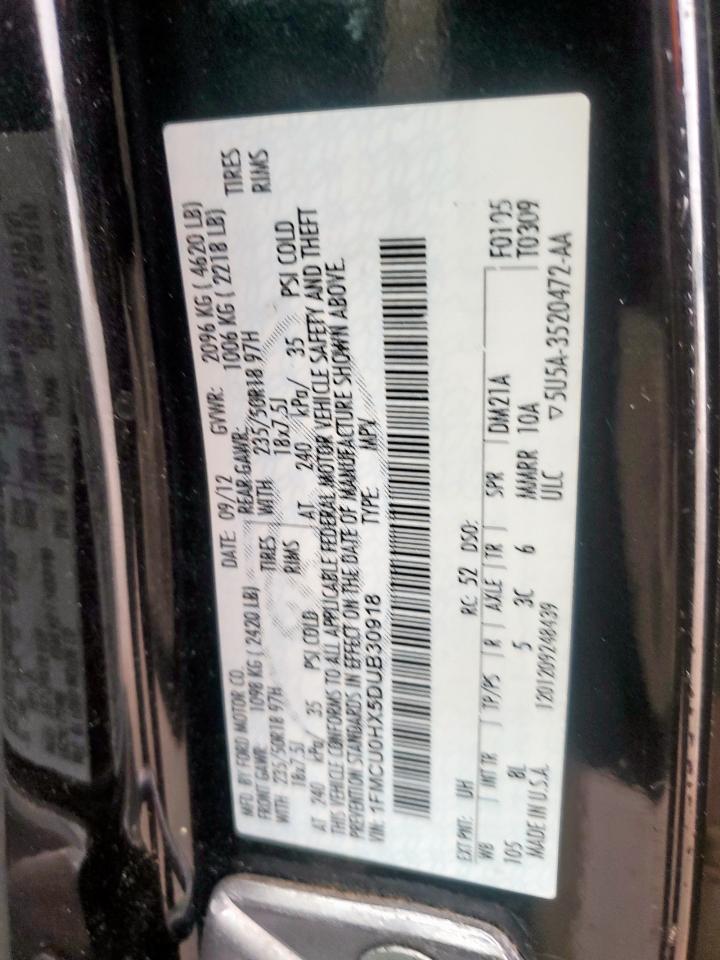 MFD. BY FORD MOTOR CO.
DATE: 09/12 GVWR: 2096 KG ( 4620 LB)
FRONT GAWR: 1098 KG ( 2420 LB) REAR GAWR: 1006 KG ( 2218 LB)
WITH 235/50R18 97H TIRES WITH 235/50R18 97H TIRES
18x7.5J RIMS 18x7.5J RIMS
AT 240 kPa/ 35 PSI COLD AT 240 kPa/ 35 PSI COLD
THIS VEHICLE CONFORMS TO ALL APPLICABLE FEDERAL MOTOR VEHICLE SAFETY AND THEFT
PREVENTION STANDARDS IN EFFECT ON THE DATE OF MANUFACTURE SHOWN ABOVE.
VIN: 1FMCU0HX5DUB30918 TYPE: MPV
EXT PNT: UH RC: 52 DSO:
WB INT TR TP/PS R AXLE TR SPR DM21A F0105
105 BL 5 3C 6 MMRR 10A T0309
MADE IN U.S.A. 1201209248439 ULC ▽5U5A-3520472-AA